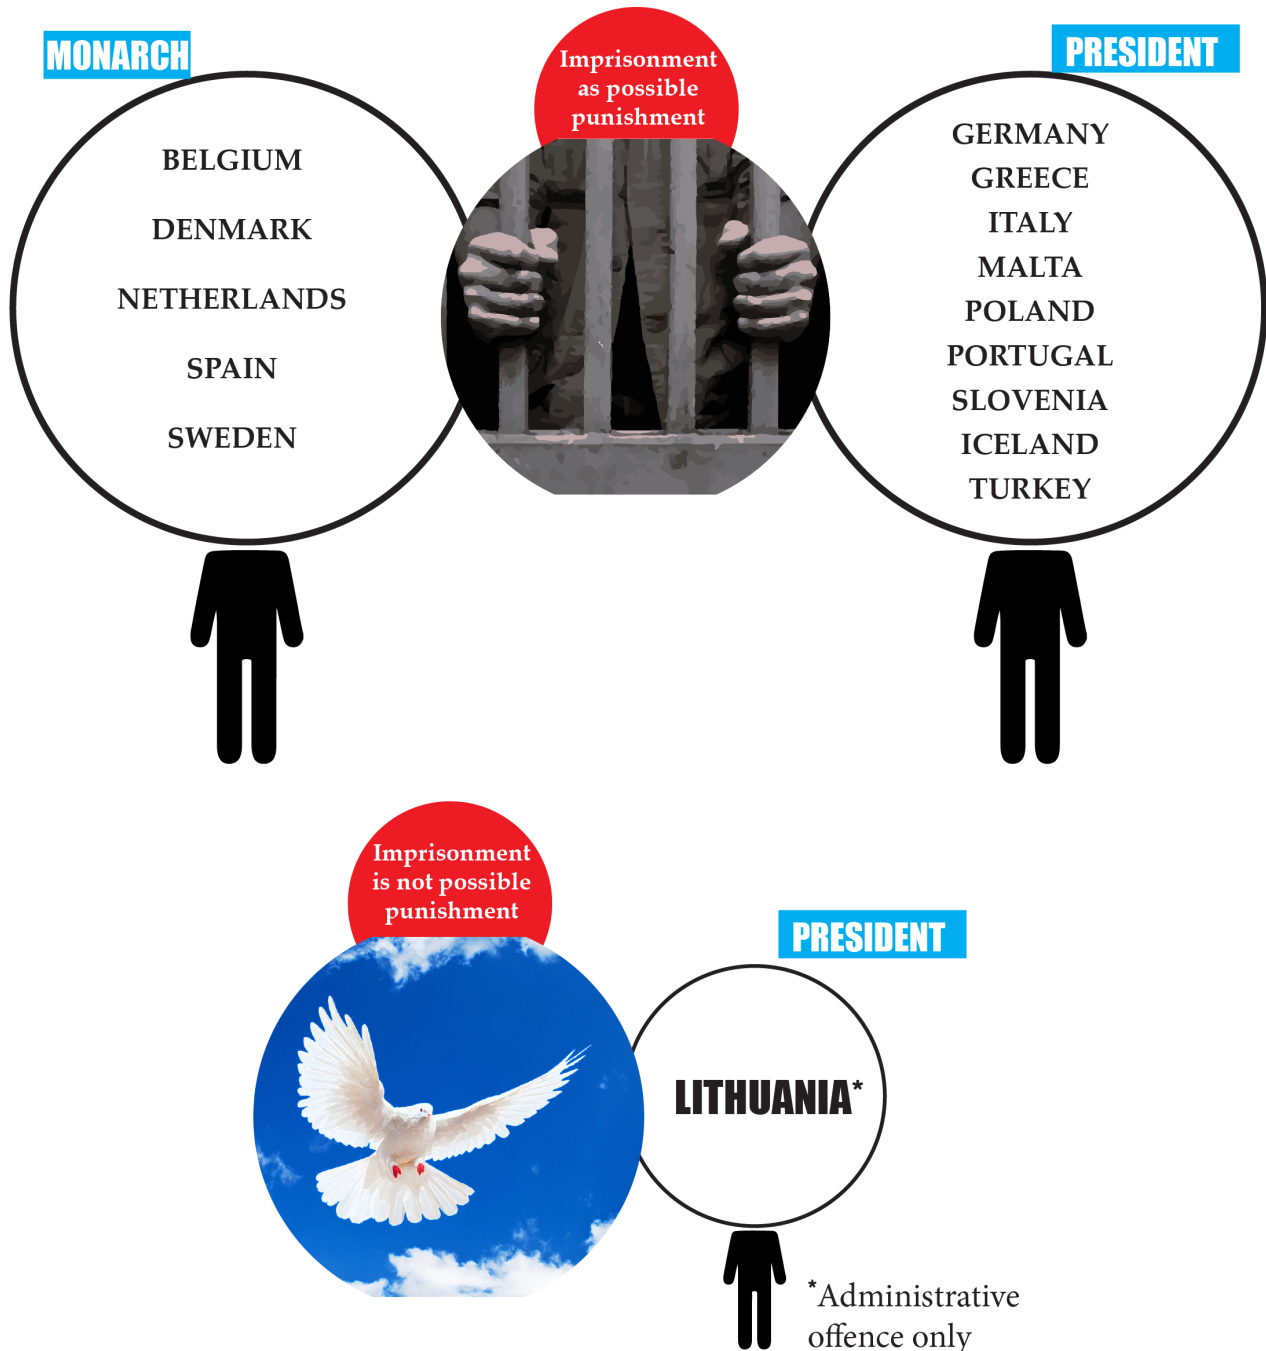 MONARCH
BELGIUM
DENMARK
NETHERLANDS
SPAIN
SWEDEN
Imprisonment
as possible
punishment
PRESIDENT
GERMANY
GREECE
ITALY
MALTA
POLAND
PORTUGAL
SLOVENIA
ICELAND
TURKEY
Imprisonment
is not possible
punishment
PRESIDENT
LITHUANIA*
*Administrative
offence only